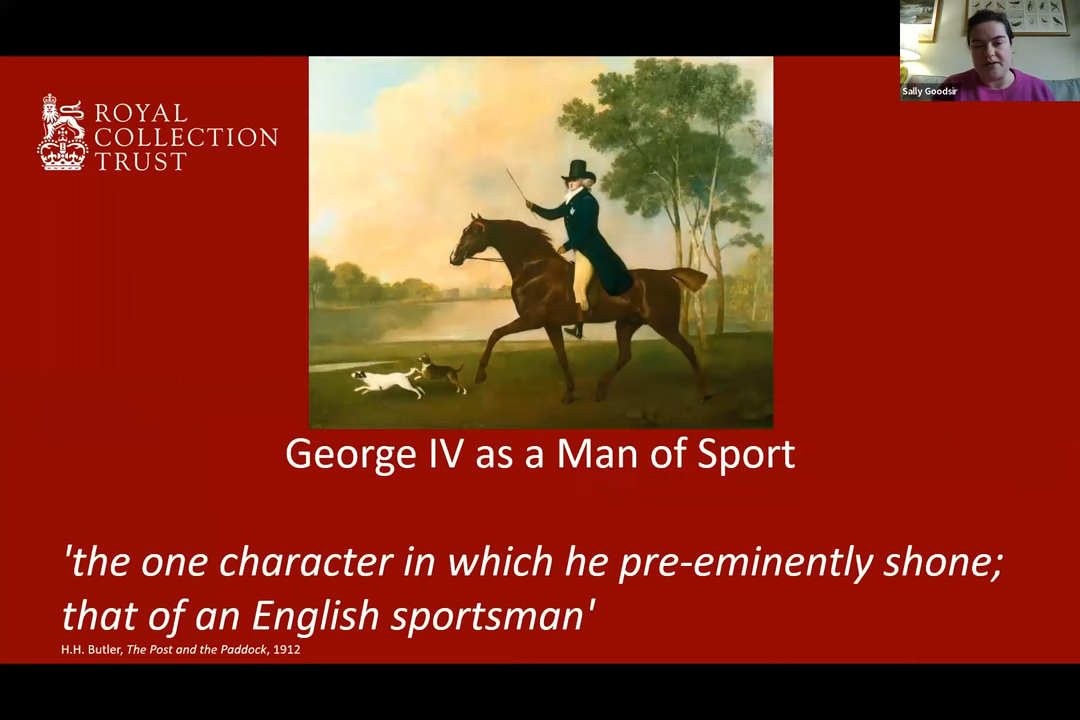 ROYAL
COLLECTION
TRUST
Sally Goodsir
George IV as a Man of Sport
'the one character in which he pre-eminently shone;
that of an English sportsman'
H.H. Butler, The Post and the Paddock, 1912